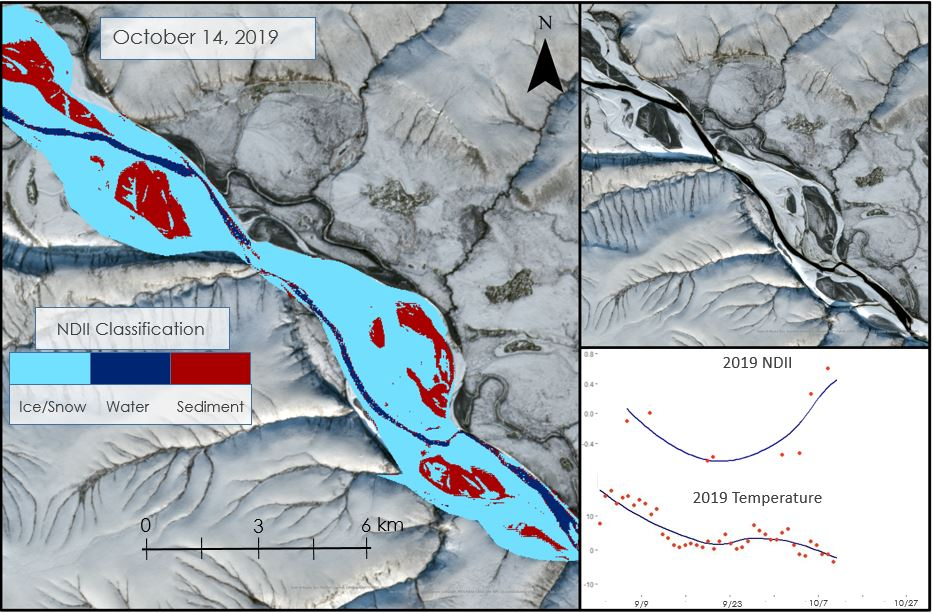 October 14, 2019
N
NDII Classification
Ice/Snow Water Sediment
0 3 6 km
2019 NDII
0.8
0.4
0.0
-0.4
2019 Temperature
10
0
-10
9/9 9/23 10/7 10/27